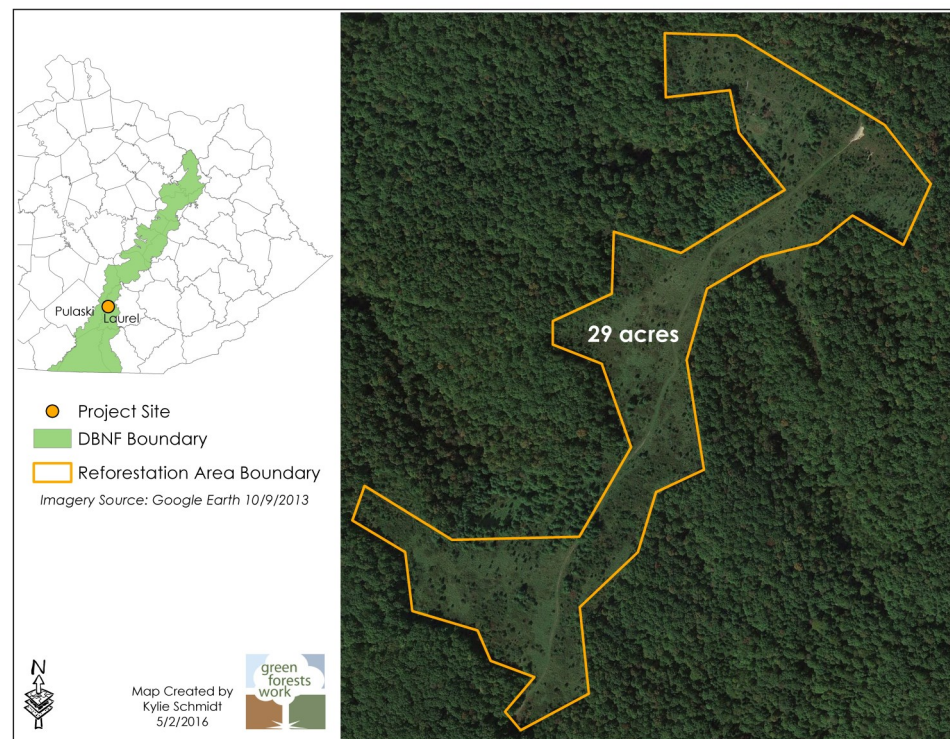 Pulaski
Laurel
Project Site
DBNF Boundary
Reforestation Area Boundary
Imagery Source: Google Earth 10/9/2013
N
Map Created by
Kylie Schmidt
5/2/2016
green
forests
work
29 acres